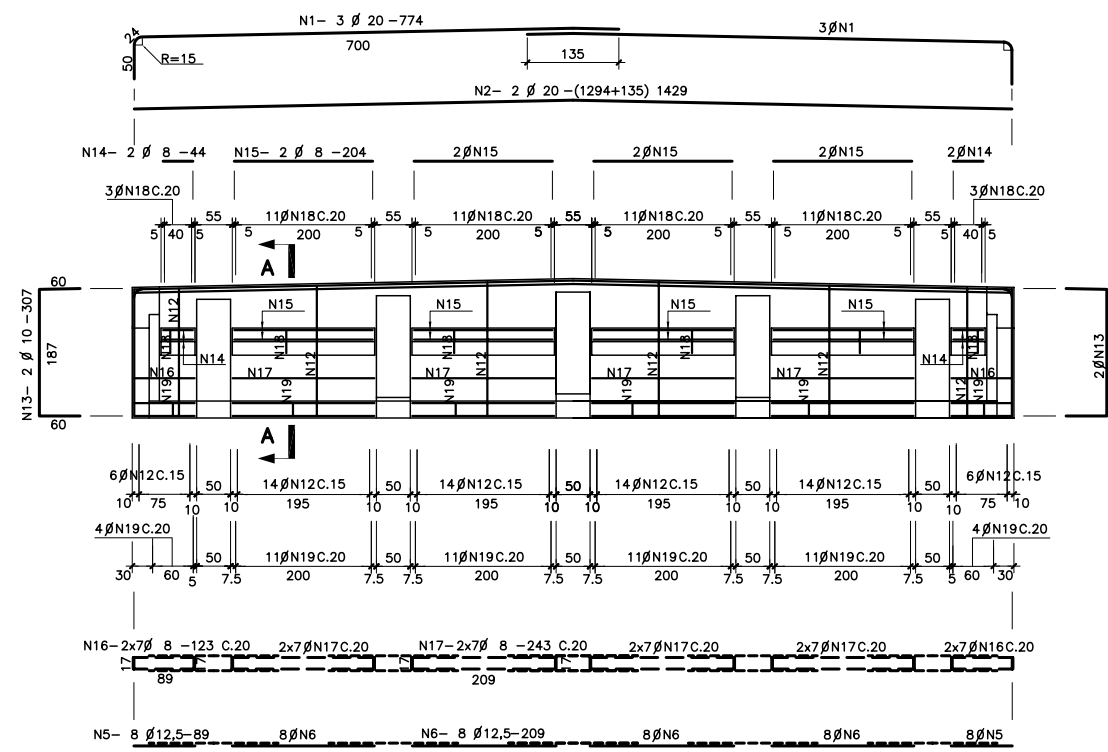 N1- 3 Ø 20 -774
3ØN1
24
700
R=15
50
135
N2- 2 Ø 20 -(1294+135) 1429
N14- 2 Ø 8 -44
N15- 2 Ø 8 -204
2ØN15
2ØN15
2ØN15
2ØN14
3ØN18C.20
3ØN18C.20
55 11ØN18C.20 55 11ØN18C.20 55 11ØN18C.20 55 11ØN18C.20 55
5 40 5 5 200 5 5 200 5 5 200 5 5 200 5 5 40 5
A
60
60
N13- 2 Ø 10 -307
187
2ØN13
N12
N15 N15 N15 N15
N18 N18 N18 N18
N14 N12 N12 N12 N12 N14
N16 N17 N17 N17 N17 N16
N19 N19 N19 N19 N12 N19
A
6ØN12C.15 50 14ØN12C.15 50 14ØN12C.15 50 14ØN12C.15 50 14ØN12C.15 50 6ØN12C.15
10 75 10 10 195 10 10 195 10 10 195 10 10 195 10 10 75 10
4ØN19C.20
4ØN19C.20
50 11ØN19C.20 50 11ØN19C.20 50 11ØN19C.20 50 11ØN19C.20 50
30 60 5 7.5 200 7.5 7.5 200 7.5 7.5 200 7.5 7.5 200 7.5 5 60 30
N16-2x7Ø 8 -123 C.20
2x7ØN17C.20
N17-2x7Ø 8 -243 C.20
2x7ØN17C.20
2x7ØN17C.20
2x7ØN16C.20
17
17
17
17
89
209
N5- 8 Ø12,5-89
8ØN6
N6- 8 Ø12,5-209
8ØN6
8ØN6
8ØN5